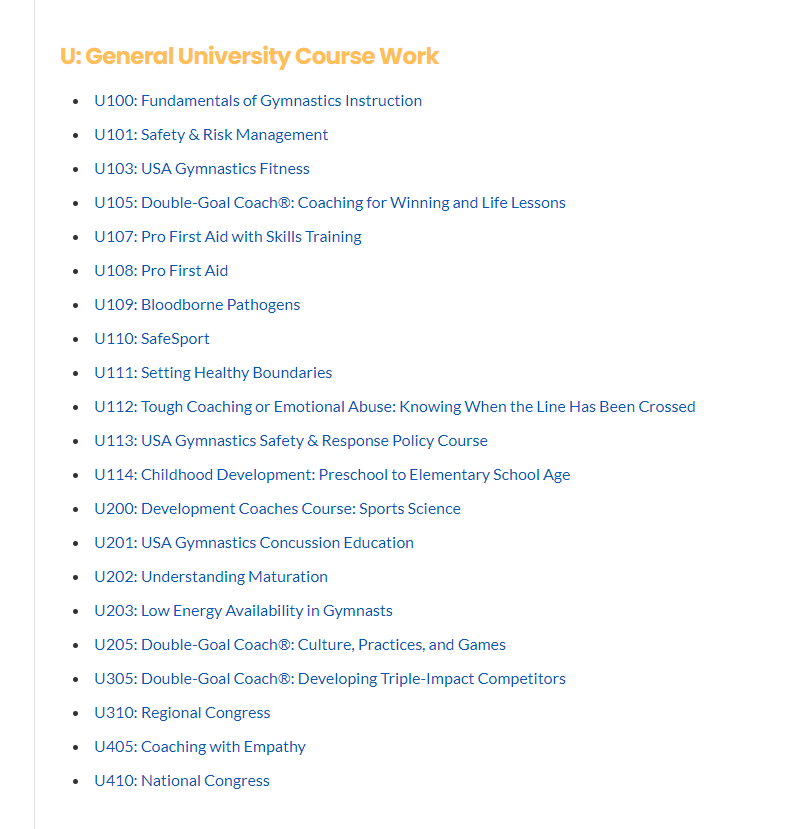 U: General University Course Work
U100: Fundamentals of Gymnastics Instruction
U101: Safety & Risk Management
U103: USA Gymnastics Fitness
U105: Double-Goal Coach®: Coaching for Winning and Life Lessons
U107: Pro First Aid with Skills Training
U108: Pro First Aid
U109: Bloodborne Pathogens
U110: SafeSport
U111: Setting Healthy Boundaries
U112: Tough Coaching or Emotional Abuse: Knowing When the Line Has Been Crossed
U113: USA Gymnastics Safety & Response Policy Course
U114: Childhood Development: Preschool to Elementary School Age
U200: Development Coaches Course: Sports Science
U201: USA Gymnastics Concussion Education
U202: Understanding Maturation
U203: Low Energy Availability in Gymnasts
U205: Double-Goal Coach®: Culture, Practices, and Games
U305: Double-Goal Coach®: Developing Triple-Impact Competitors
U310: Regional Congress
U405: Coaching with Empathy
U410: National Congress